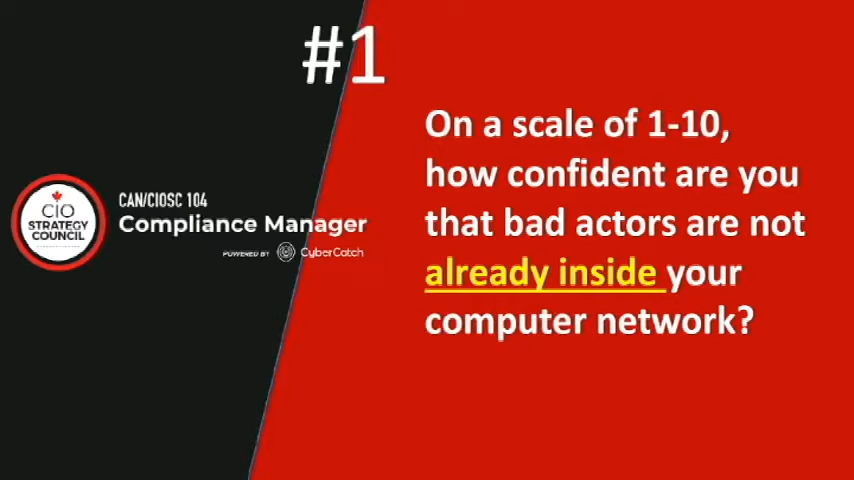 #1
CAN/CIOSC 104
Compliance Manager
POWERED BY CyberCatch
CIO
STRATEGY
COUNCIL
On a scale of 1-10,
how confident are you
that bad actors are not
already inside your
computer network?